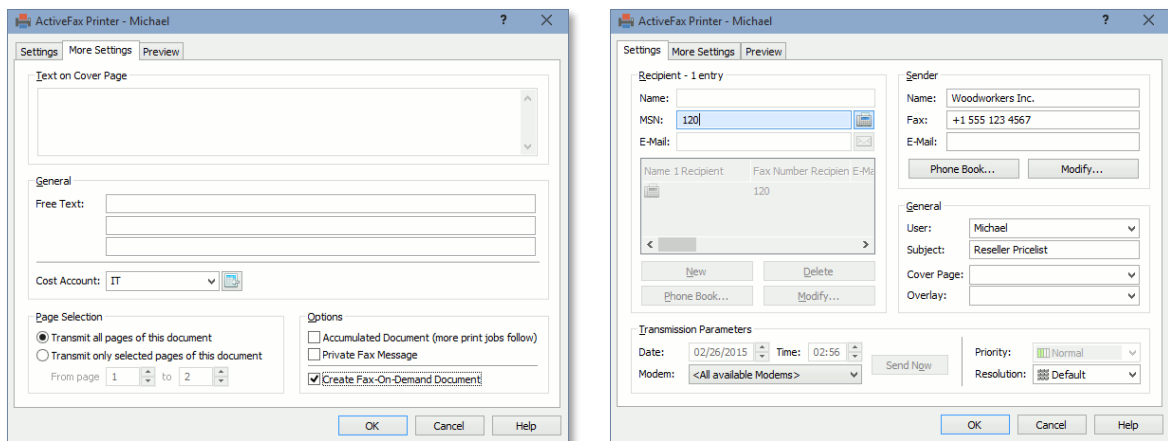 ActiveFax Printer - Michael ?
Settings More Settings Preview
Text on Cover Page
General
Free Text:
Cost Account: IT
Page Selection
Transmit all pages of this document
Transmit only selected pages of this document
From page 1 to 2
Options
Accumulated Document (more print jobs follow)
Private Fax Message
Create Fax-On-Demand Document
OK Cancel Help
ActiveFax Printer - Michael ?
Settings More Settings Preview
Recipient - 1 entry
Name:
MSN: 120
E-Mail:
Name 1 Recipient Fax Number Recipien E-Ma
120
New Delete
Phone Book... Modify...
Sender
Name: Woodworkers Inc.
Fax: +1 555 123 4567
E-Mail:
Phone Book... Modify...
General
User: Michael
Subject: Reseller Pricelist
Cover Page:
Overlay:
Transmission Parameters
Date: 02/26/2015 Time: 02:56
Modem: <All available Modems>
Send Now
Priority: Normal
Resolution: Default
OK Cancel Help